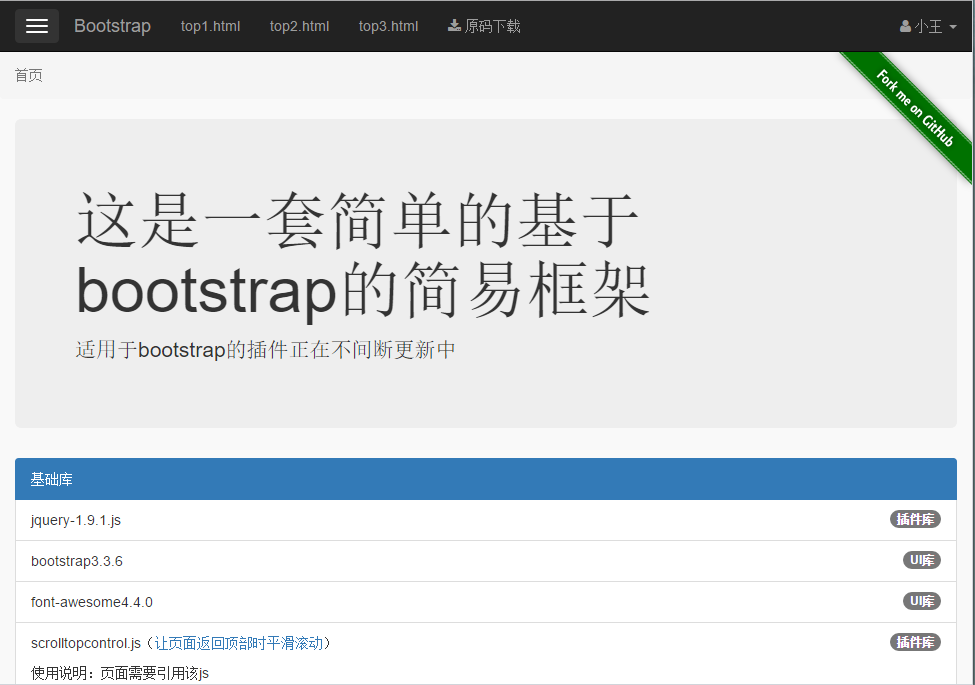 Bootstrap top1.html top2.html top3.html 原码下载 小王
首页
Fork me on GitHub
这是一套简单的基于
bootstrap的简易框架
适用于bootstrap的插件正在不间断更新中
基础库
jquery-1.9.1.js 插件库
bootstrap3.3.6 UI库
font-awesome4.4.0 UI库
scrolltopcontrol.js（让页面返回顶部时平滑滚动） 插件库
使用说明：页面需要引用该js